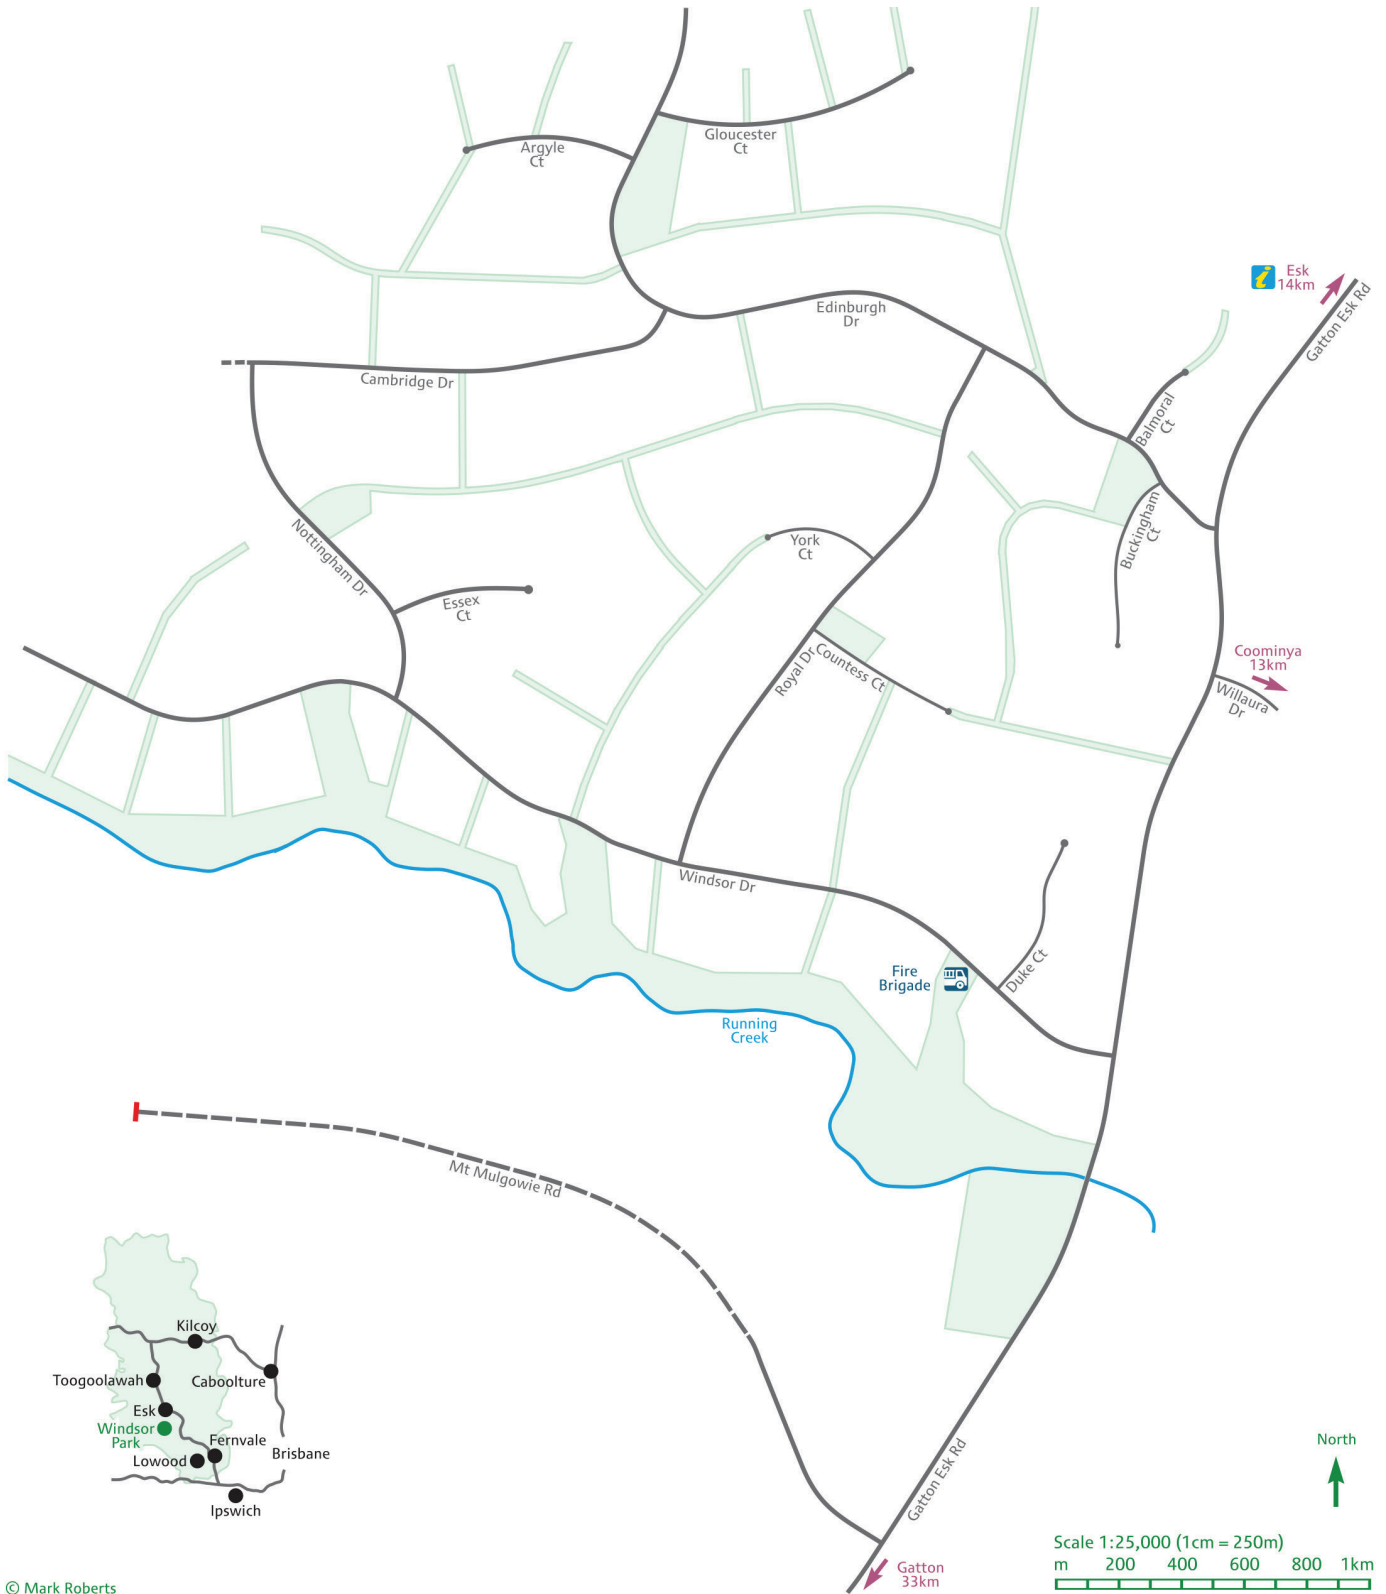 Gloucester
Ct
Argyle
Ct
Esk
14km
Gatton Esk Rd
Edinburgh
Dr
Cambridge Dr
Balmoral
Ct
Buckingham
Ct
Nottingham Dr
York
Ct
Essex
Ct
Royal Dr
Countess Ct
Coominya
13km
Willaura
Dr
Windsor Dr
Fire
Brigade
Duke Ct
Running
Creek
Mt Mulgowie Rd
Kilcoy
Toogoolawah
Caboolture
Esk
Windsor
Park
Fernvale
Brisbane
Lowood
Ipswich
Gatton Esk Rd
North
Scale 1:25,000 (1cm = 250m)
m 200 400 600 800 1km
Gatton
33km
© Mark Roberts